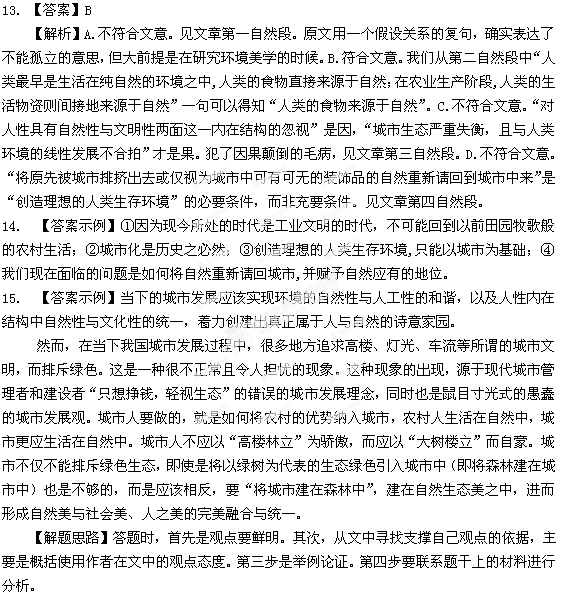 13. 【答案】B
【解析】A.不符合文意。见文章第一自然段。原文用一个假设关系的复句，确实表达了
不能孤立的意思,但大前提是在研究环境美学的时候。B.符合文意。我们从第二自然段中“人
类最早是生活在纯自然的环境之中,人类的食物直接来源于自然;在农业生产阶段,人类的生
活物资则间接地来源于自然”一句可以得知“人类的食物来源于自然”。C.不符合文意。“对
人性具有自然性与文明性两面这一内在结构的忽视”是因，“城市生态严重失衡，且与人类
环境的线性发展不合拍”才是果。犯了因果颠倒的毛病，见文章第三自然段。D.不符合文意。
“将原先被城市排挤出去或仅视为城市中可有可无的装饰品的自然重新请回到城市中来”是
“创造理想的人类生存环境”的必要条件，而非充要条件。见文章第四自然段。
14. 【答案示例】①因为现今所处的时代是工业文明的时代，不可能回到以前田园牧歌般
的农村生活；②城市化是历史之必然；③创造理想的人类生存环境,只能以城市为基础；④
我们现在面临的问题是如何将自然重新请回城市,并赋予自然应有的地位。
15. 【答案示例】当下的城市发展应该实现环境的自然性与人工性的和谐，以及人性内在
结构中自然性与文化性的统一，着力创建出真正属于人与自然的诗意家园。
然而，在当下我国城市发展过程中，很多地方追求高楼、灯光、车流等所谓的城市文
明，而排斥绿色。这是一种很不正常且令人担忧的现象。这种现象的出现，源于现代城市管
理者和建设者“只想挣钱，轻视生态”的错误的城市发展理念，同时也是鼠目寸光式的愚蠢
的城市发展观。城市人要做的，就是如何将农村的优势纳入城市，农村人生活在自然中，城
市更应生活在自然中。城市人不应以“高楼林立”为骄傲，而应以“大树楼立”而自豪。城
市不仅不能排斥绿色生态，即使是将以绿树为代表的生态绿色引入城市中(即将森林建在城
市中）也是不够的，而是应该相反，要“将城市建在森林中”，建在自然生态美之中，进而
形成自然美与社会美、人之美的完美融合与统一。
【解题思路】答题时，首先是观点要鲜明。其次，从文中寻找支撑自己观点的依据，主
要是概括使用作者在文中的观点态度。第三步是举例论证。第四步要联系题干上的材料进行
分析。